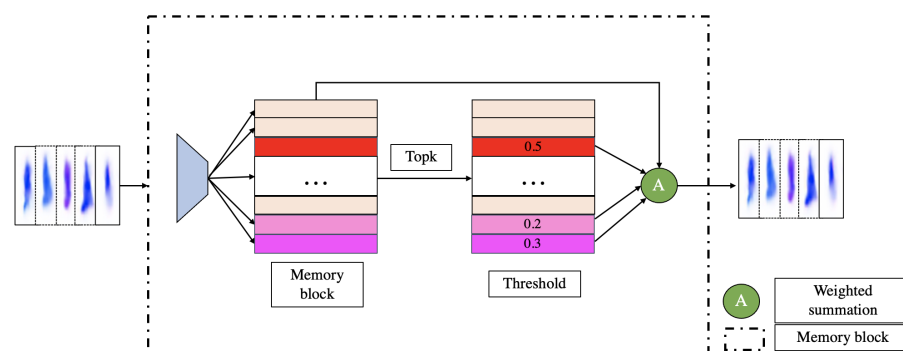 0.5
Topk
...
...
A
0.2
0.3
Memory
block
Threshold
A
Weighted
summation
Memory block